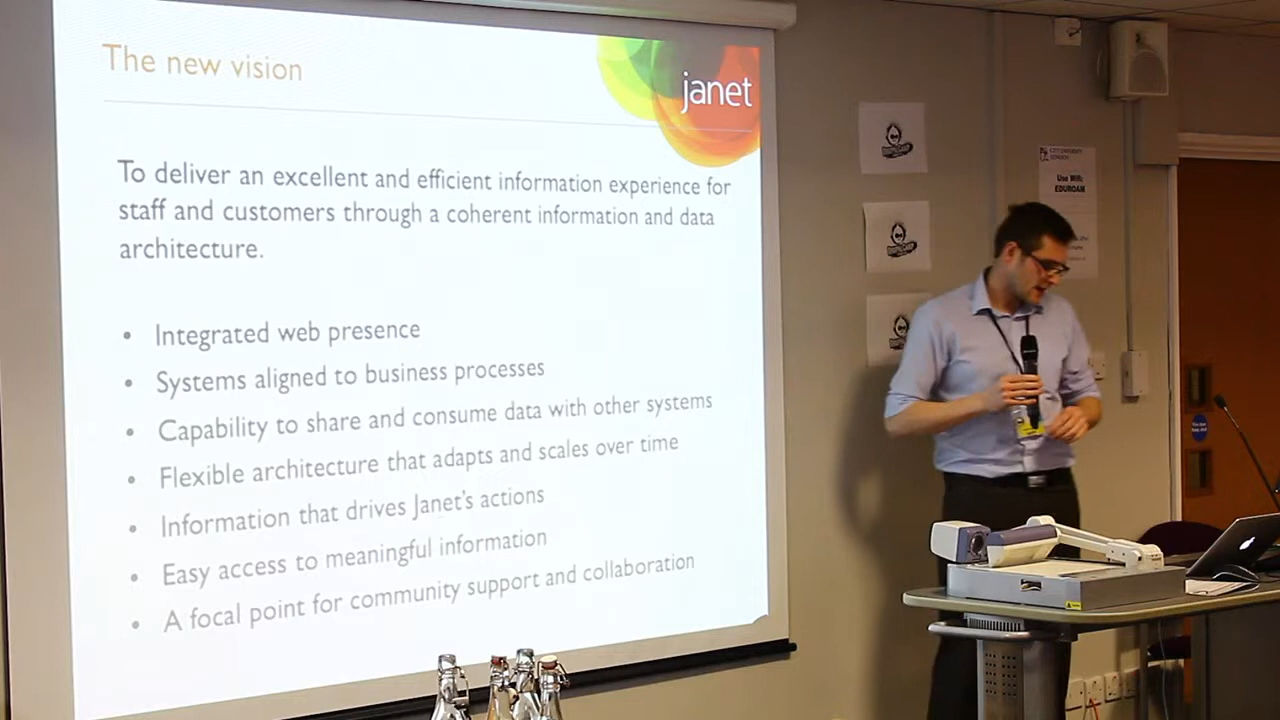 The new vision
janet
To deliver an excellent and efficient information experience for
staff and customers through a coherent information and data
architecture.
• Integrated web presence
• Systems aligned to business processes
• Capability to share and consume data with other systems
• Flexible architecture that adapts and scales over time
• Information that drives Janet's actions
• Easy access to meaningful information
• A focal point for community support and collaboration
CITY UNIVERSITY
LONDON
Use Wifi:
EDUROAM